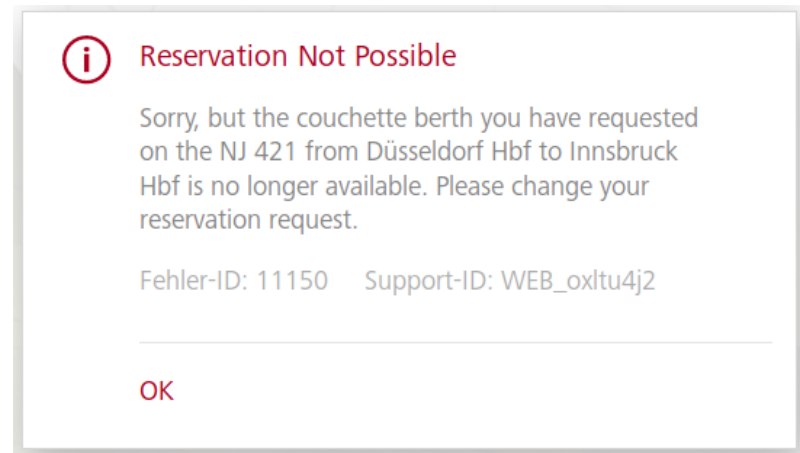 Reservation Not Possible
Sorry, but the couchette berth you have requested
on the NJ 421 from Düsseldorf Hbf to Innsbruck
Hbf is no longer available. Please change your
reservation request.
Fehler-ID: 11150 Support-ID: WEB_oxltu4j2
OK